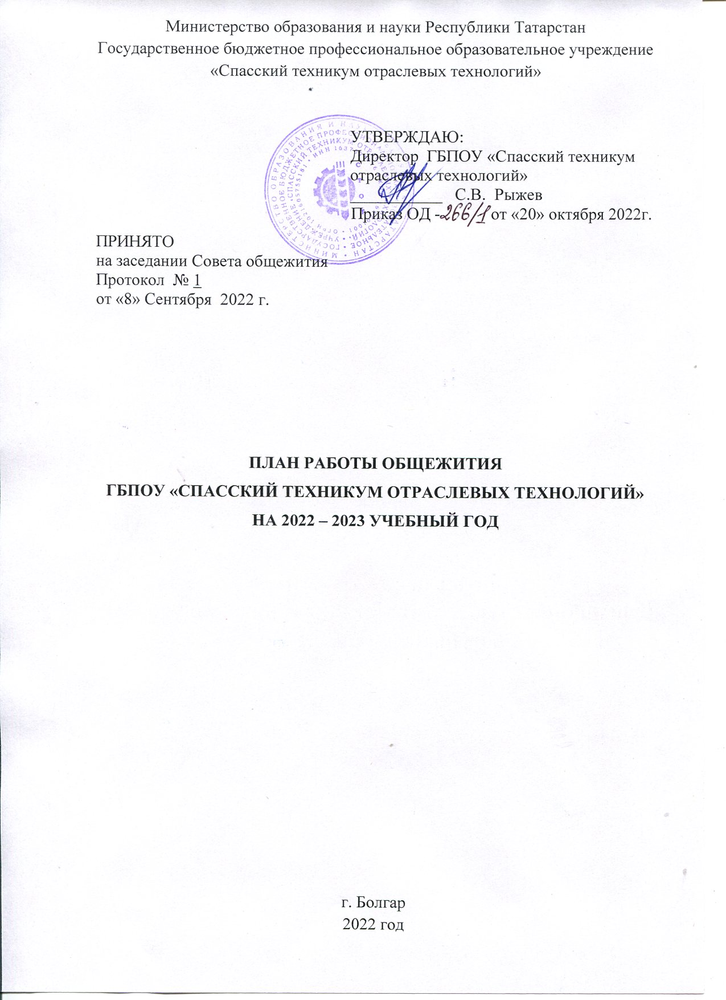 Министерство образования и науки Республики Татарстан
Государственное бюджетное профессиональное образовательное учреждение
«Спасский техникум отраслевых технологий»
УТВЕРЖДАЮ:
Директор  ГБПОУ «Спасский техникум
отраслевых технологий»
___________  С.В.  Рыжев
Приказ ОД -266/1 от «20» октября 2022г.
ПРИНЯТО
на заседании Совета общежития
Протокол  № 1
от «8» Сентября  2022 г.
ПЛАН РАБОТЫ ОБЩЕЖИТИЯ
ГБПОУ «СПАССКИЙ ТЕХНИКУМ ОТРАСЛЕВЫХ ТЕХНОЛОГИЙ»
НА 2022 – 2023 УЧЕБНЫЙ ГОД
г. Болгар
2022 год